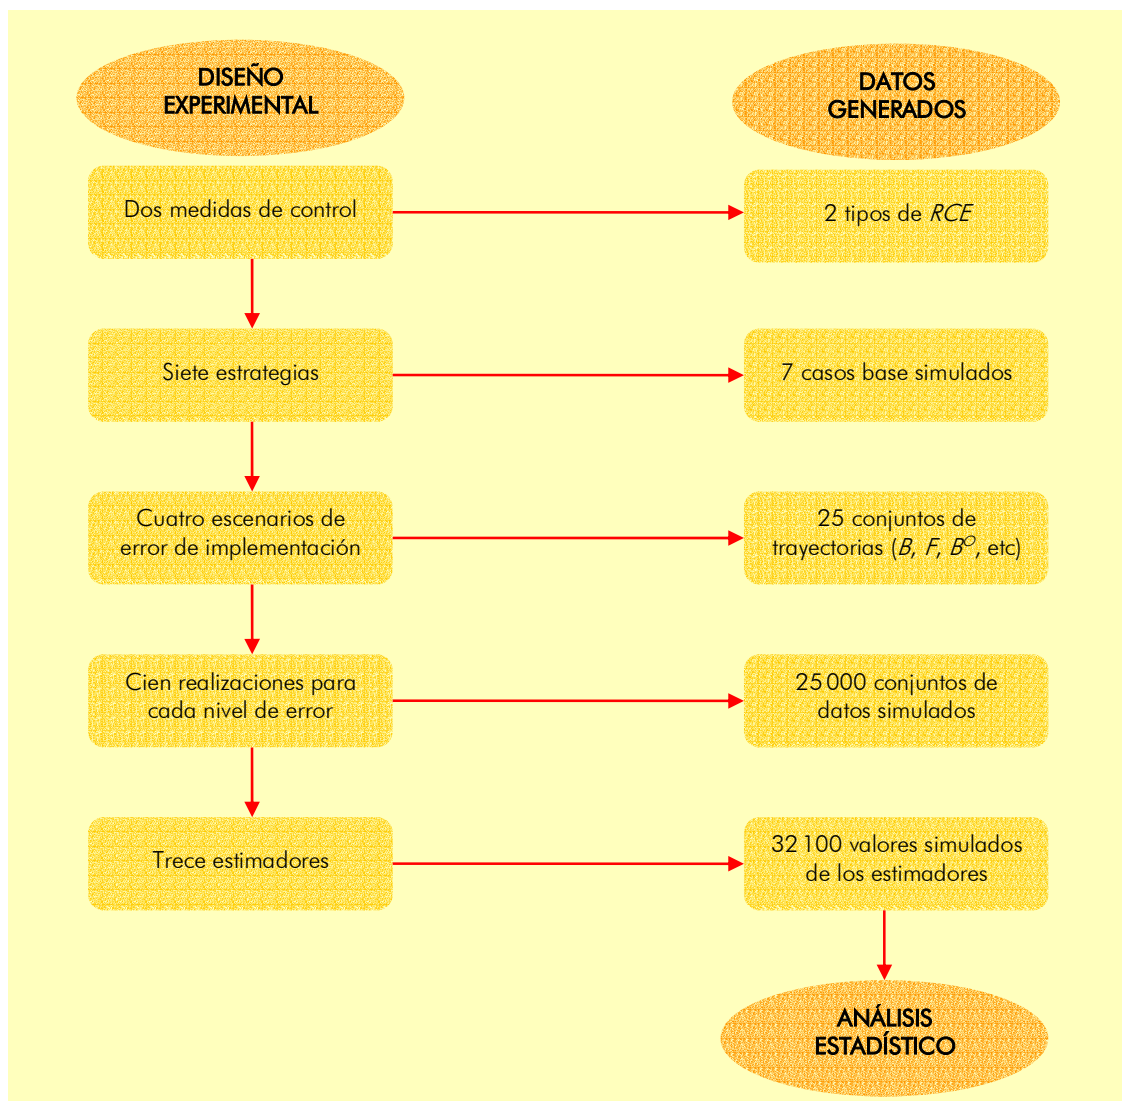 DISEÑO
EXPERIMENTAL
DATOS
GENERADOS
Dos medidas de control
2 tipos de RCE
Siete estrategias
7 casos base simulados
Cuatro escenarios de
error de implementación
25 conjuntos de
trayectorias (B, F, B^O, etc)
Cien realizaciones para
cada nivel de error
25 000 conjuntos de
datos simulados
Trece estimadores
32 100 valores simulados
de los estimadores
ANÁLISIS
ESTADÍSTICO